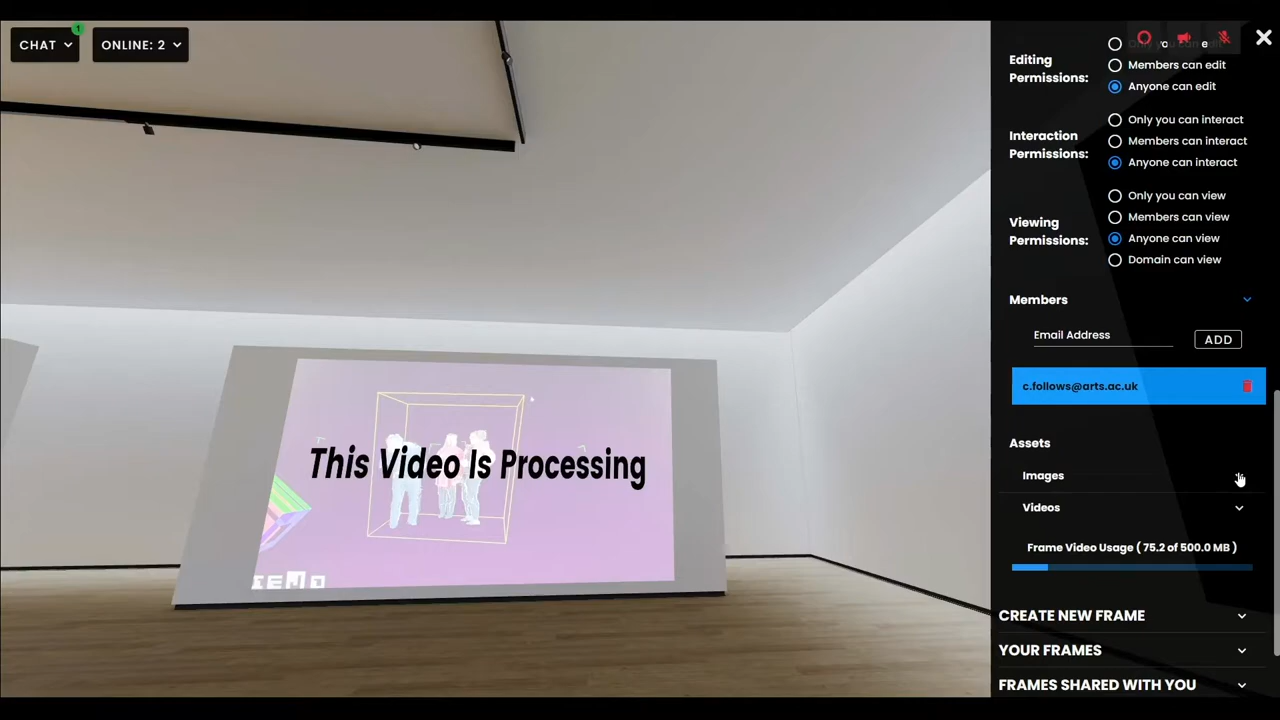 CHAT
1
ONLINE: 2
This Video Is Processing
Editing
Permissions:
Members can edit
Anyone can edit
Interaction
Permissions:
Only you can interact
Members can interact
Anyone can interact
Viewing
Permissions:
Only you can view
Members can view
Anyone can view
Domain can view
Members
Email Address
ADD
c.follows@arts.ac.uk
Assets
Images
Videos
Frame Video Usage ( 75.2 of 500.0 MB )
CREATE NEW FRAME
YOUR FRAMES
FRAMES SHARED WITH YOU